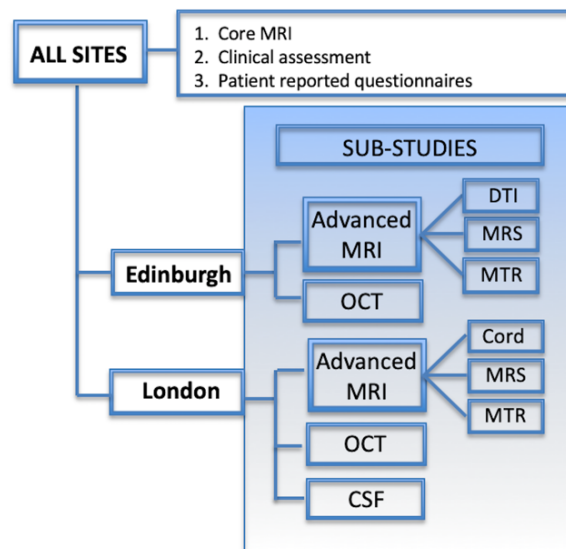 ALL SITES
1. Core MRI
2. Clinical assessment
3. Patient reported questionnaires
SUB-STUDIES
Edinburgh
Advanced
MRI
DTI
MRS
MTR
OCT
London
Advanced
MRI
Cord
MRS
MTR
OCT
CSF